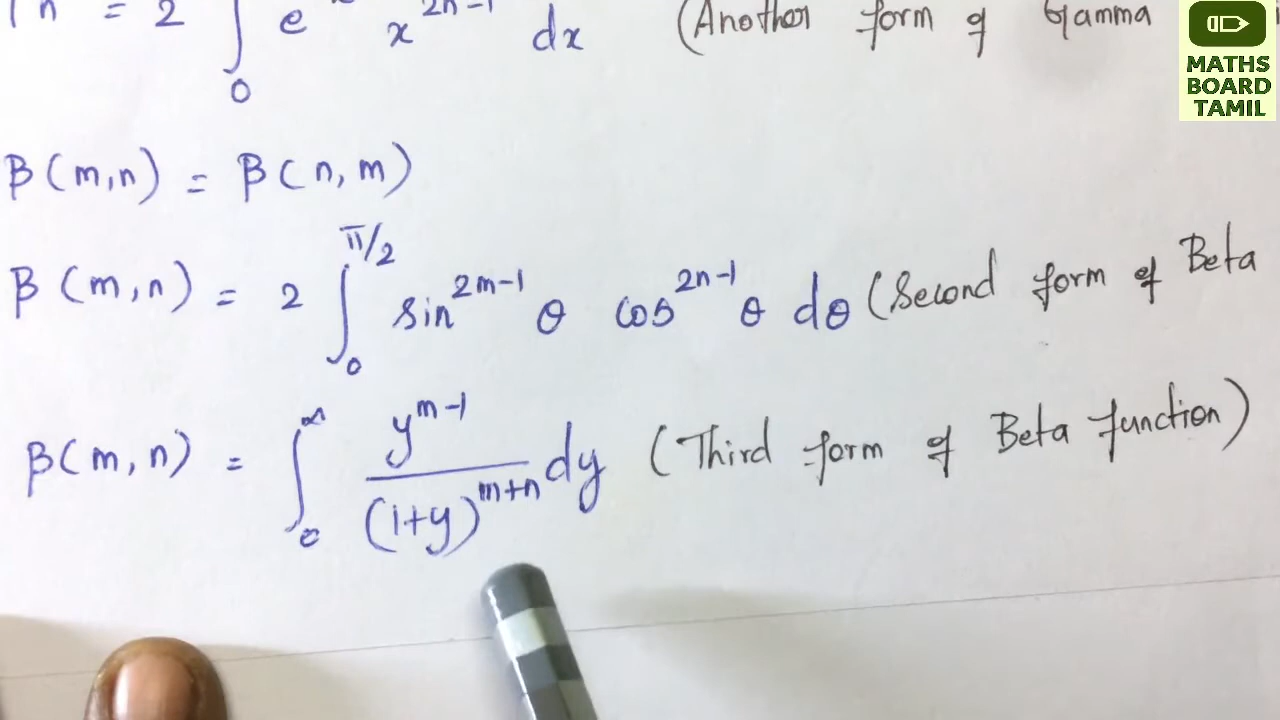 Γn = 2 ∫₀ e x^{2n-1} dx (Another form of Gamma
MATHS
BOARD
TAMIL
β(m,n) = β(n,m)
β(m,n) = 2 ∫₀^{π/2} sin^{2m-1} θ cos^{2n-1} θ dθ (Second form of Beta
β(m,n) = ∫₀^∞ y^{m-1} / (1+y)^{m+n} dy (Third form of Beta function)